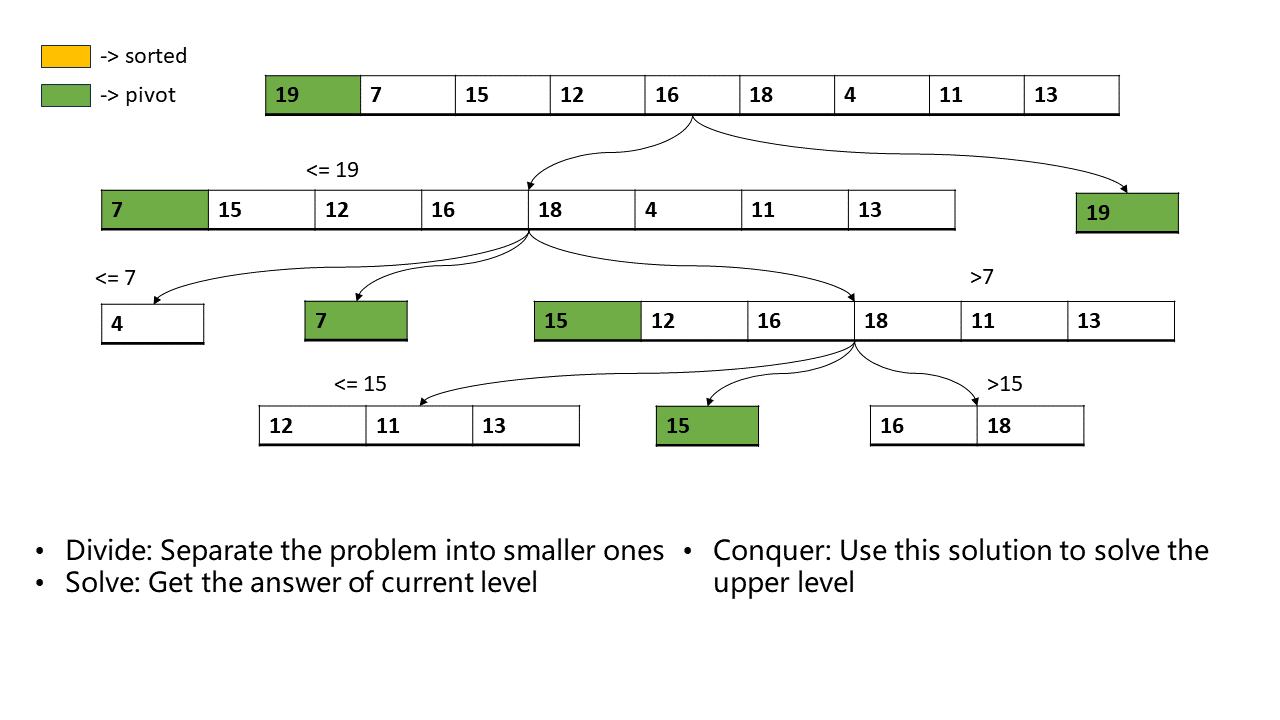 -> sorted
-> pivot
19 7 15 12 16 18 4 11 13
<= 19
7 15 12 16 18 4 11 13
19
<= 7
>7
4
7
15 12 16 18 11 13
<= 15
>15
12 11 13
15
16 18
• Divide: Separate the problem into smaller ones
• Solve: Get the answer of current level
• Conquer: Use this solution to solve the
upper level